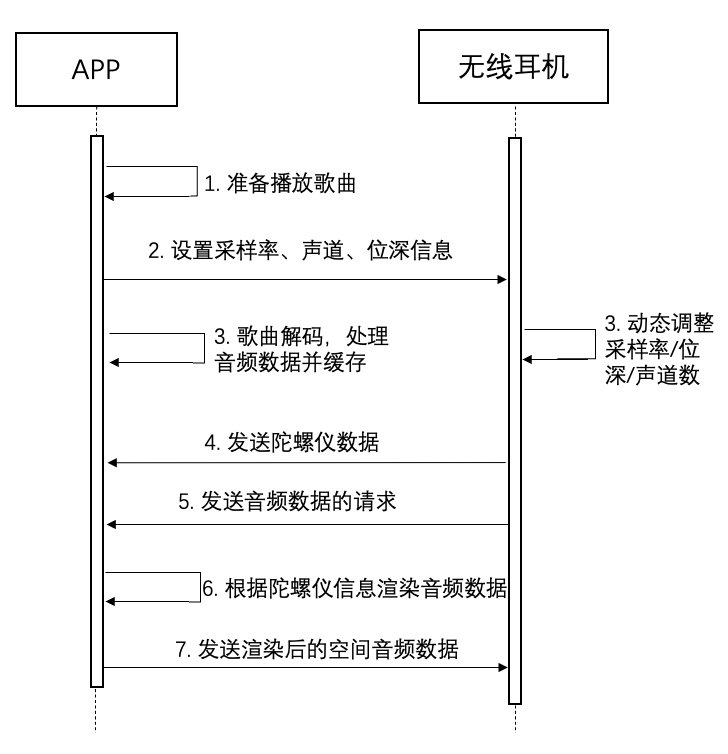 APP
无线耳机
1. 准备播放歌曲
2. 设置采样率、声道、位深信息
3. 歌曲解码，处理
音频数据并缓存
3. 动态调整
采样率/位
深/声道数
4. 发送陀螺仪数据
5. 发送音频数据的请求
6. 根据陀螺仪信息渲染音频数据
7. 发送渲染后的空间音频数据